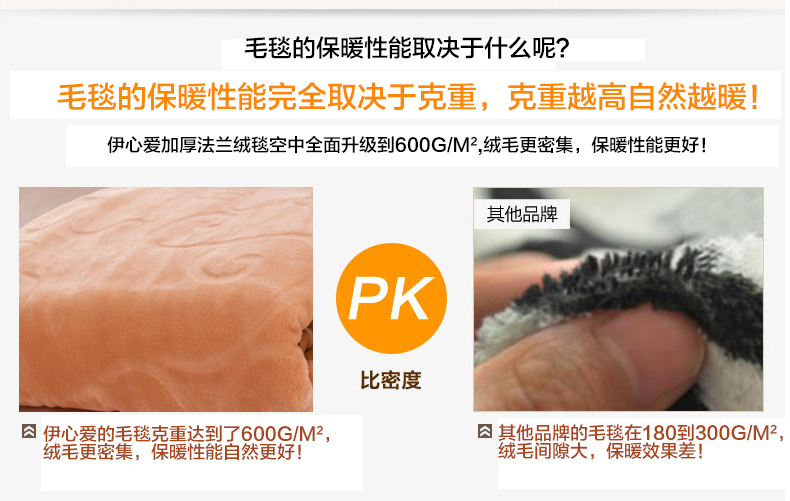 毛毯的保暖性能取决于什么呢?
毛毯的保暖性能完全取决于克重，克重越高自然越暖!
伊心爱加厚法兰绒毯空中全面升级到600G/M²,绒毛更密集，保暖性能更好!
其他品牌
PK
比密度
伊心爱的毛毯克重达到了600G/M²，
绒毛更密集，保暖性能自然更好!
其他品牌的毛毯在180到300G/M²，
绒毛间隙大，保暖效果差!